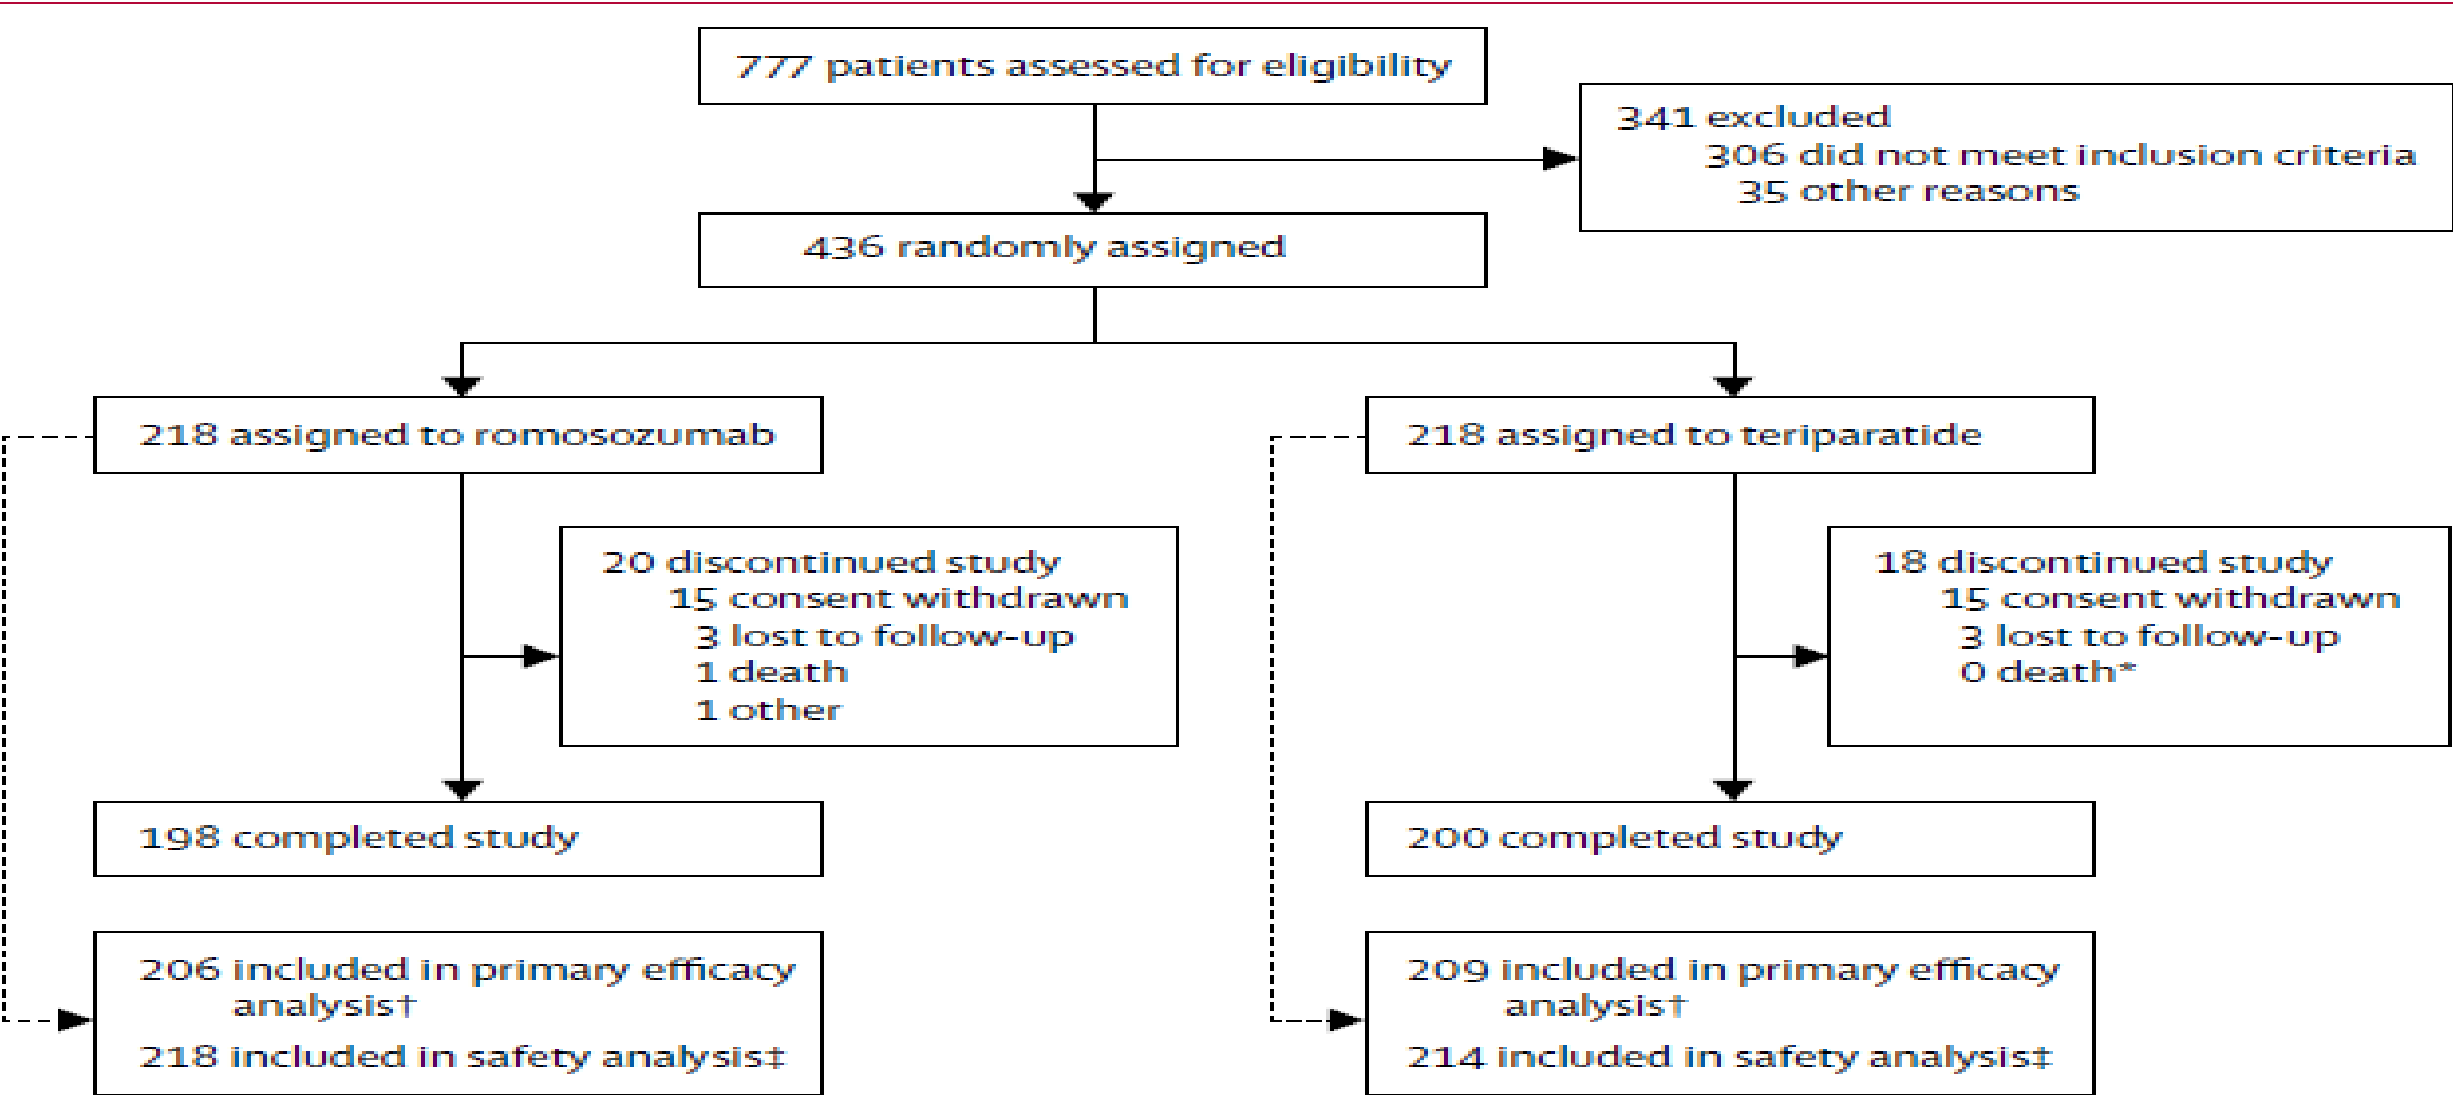 777 patients assessed for eligibility
341 excluded
306 did not meet inclusion criteria
35 other reasons
436 randomly assigned
218 assigned to romosozumab
218 assigned to teriparatide
20 discontinued study
15 consent withdrawn
3 lost to follow-up
1 death
1 other
18 discontinued study
15 consent withdrawn
3 lost to follow-up
0 death*
198 completed study
200 completed study
206 included in primary efficacy
analysis†
218 included in safety analysis‡
209 included in primary efficacy
analysis†
214 included in safety analysis‡